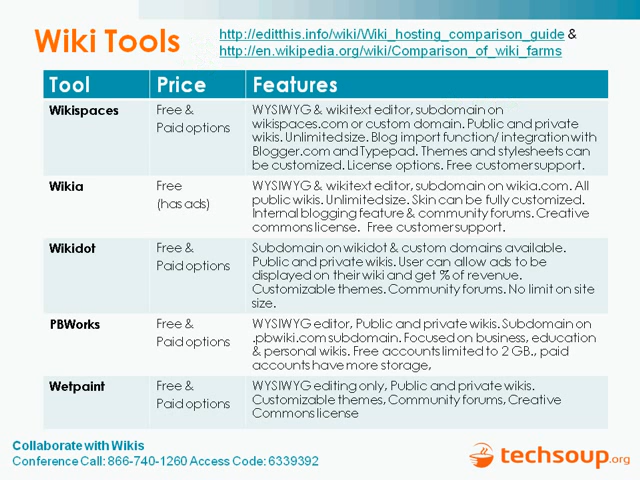 Wiki Tools
http://editthis.info/wiki/Wiki_hosting_comparison_guide &
http://en.wikipedia.org/wiki/Comparison_of_wiki_farms
Tool Price Features
Wikispaces
Free &
Paid options
WYSIWYG & wikitext editor, subdomain on
wikispaces.com or custom domain. Public and private
wikis. Unlimited size. Blog import function/ integration with
Blogger.com and Typepad. Themes and stylesheets can
be customized. License options. Free customer support.
Wikia
Free
(has ads)
WYSIWYG & wikitext editor, subdomain on wikia.com. All
public wikis. Unlimited size. Skin can be fully customized.
Internal blogging feature & community forums. Creative
commons license. Free customer support.
Wikidot
Free &
Paid options
Subdomain on wikidot & custom domains available.
Public and private wikis. User can allow ads to be
displayed on their wiki and get % of revenue.
Customizable themes. Community forums. No limit on site
size.
PBWorks
Free &
Paid options
WYSIWYG editor, Public and private wikis. Subdomain on
.pbwiki.com subdomain. Focused on business, education
& personal wikis. Free accounts limited to 2 GB., paid
accounts have more storage,
Wetpaint
Free &
Paid options
WYSIWYG editing only, Public and private wikis.
Customizable themes, Community forums, Creative
Commons license
Collaborate with Wikis
Conference Call: 866-740-1260 Access Code: 6339392
techsoup.org